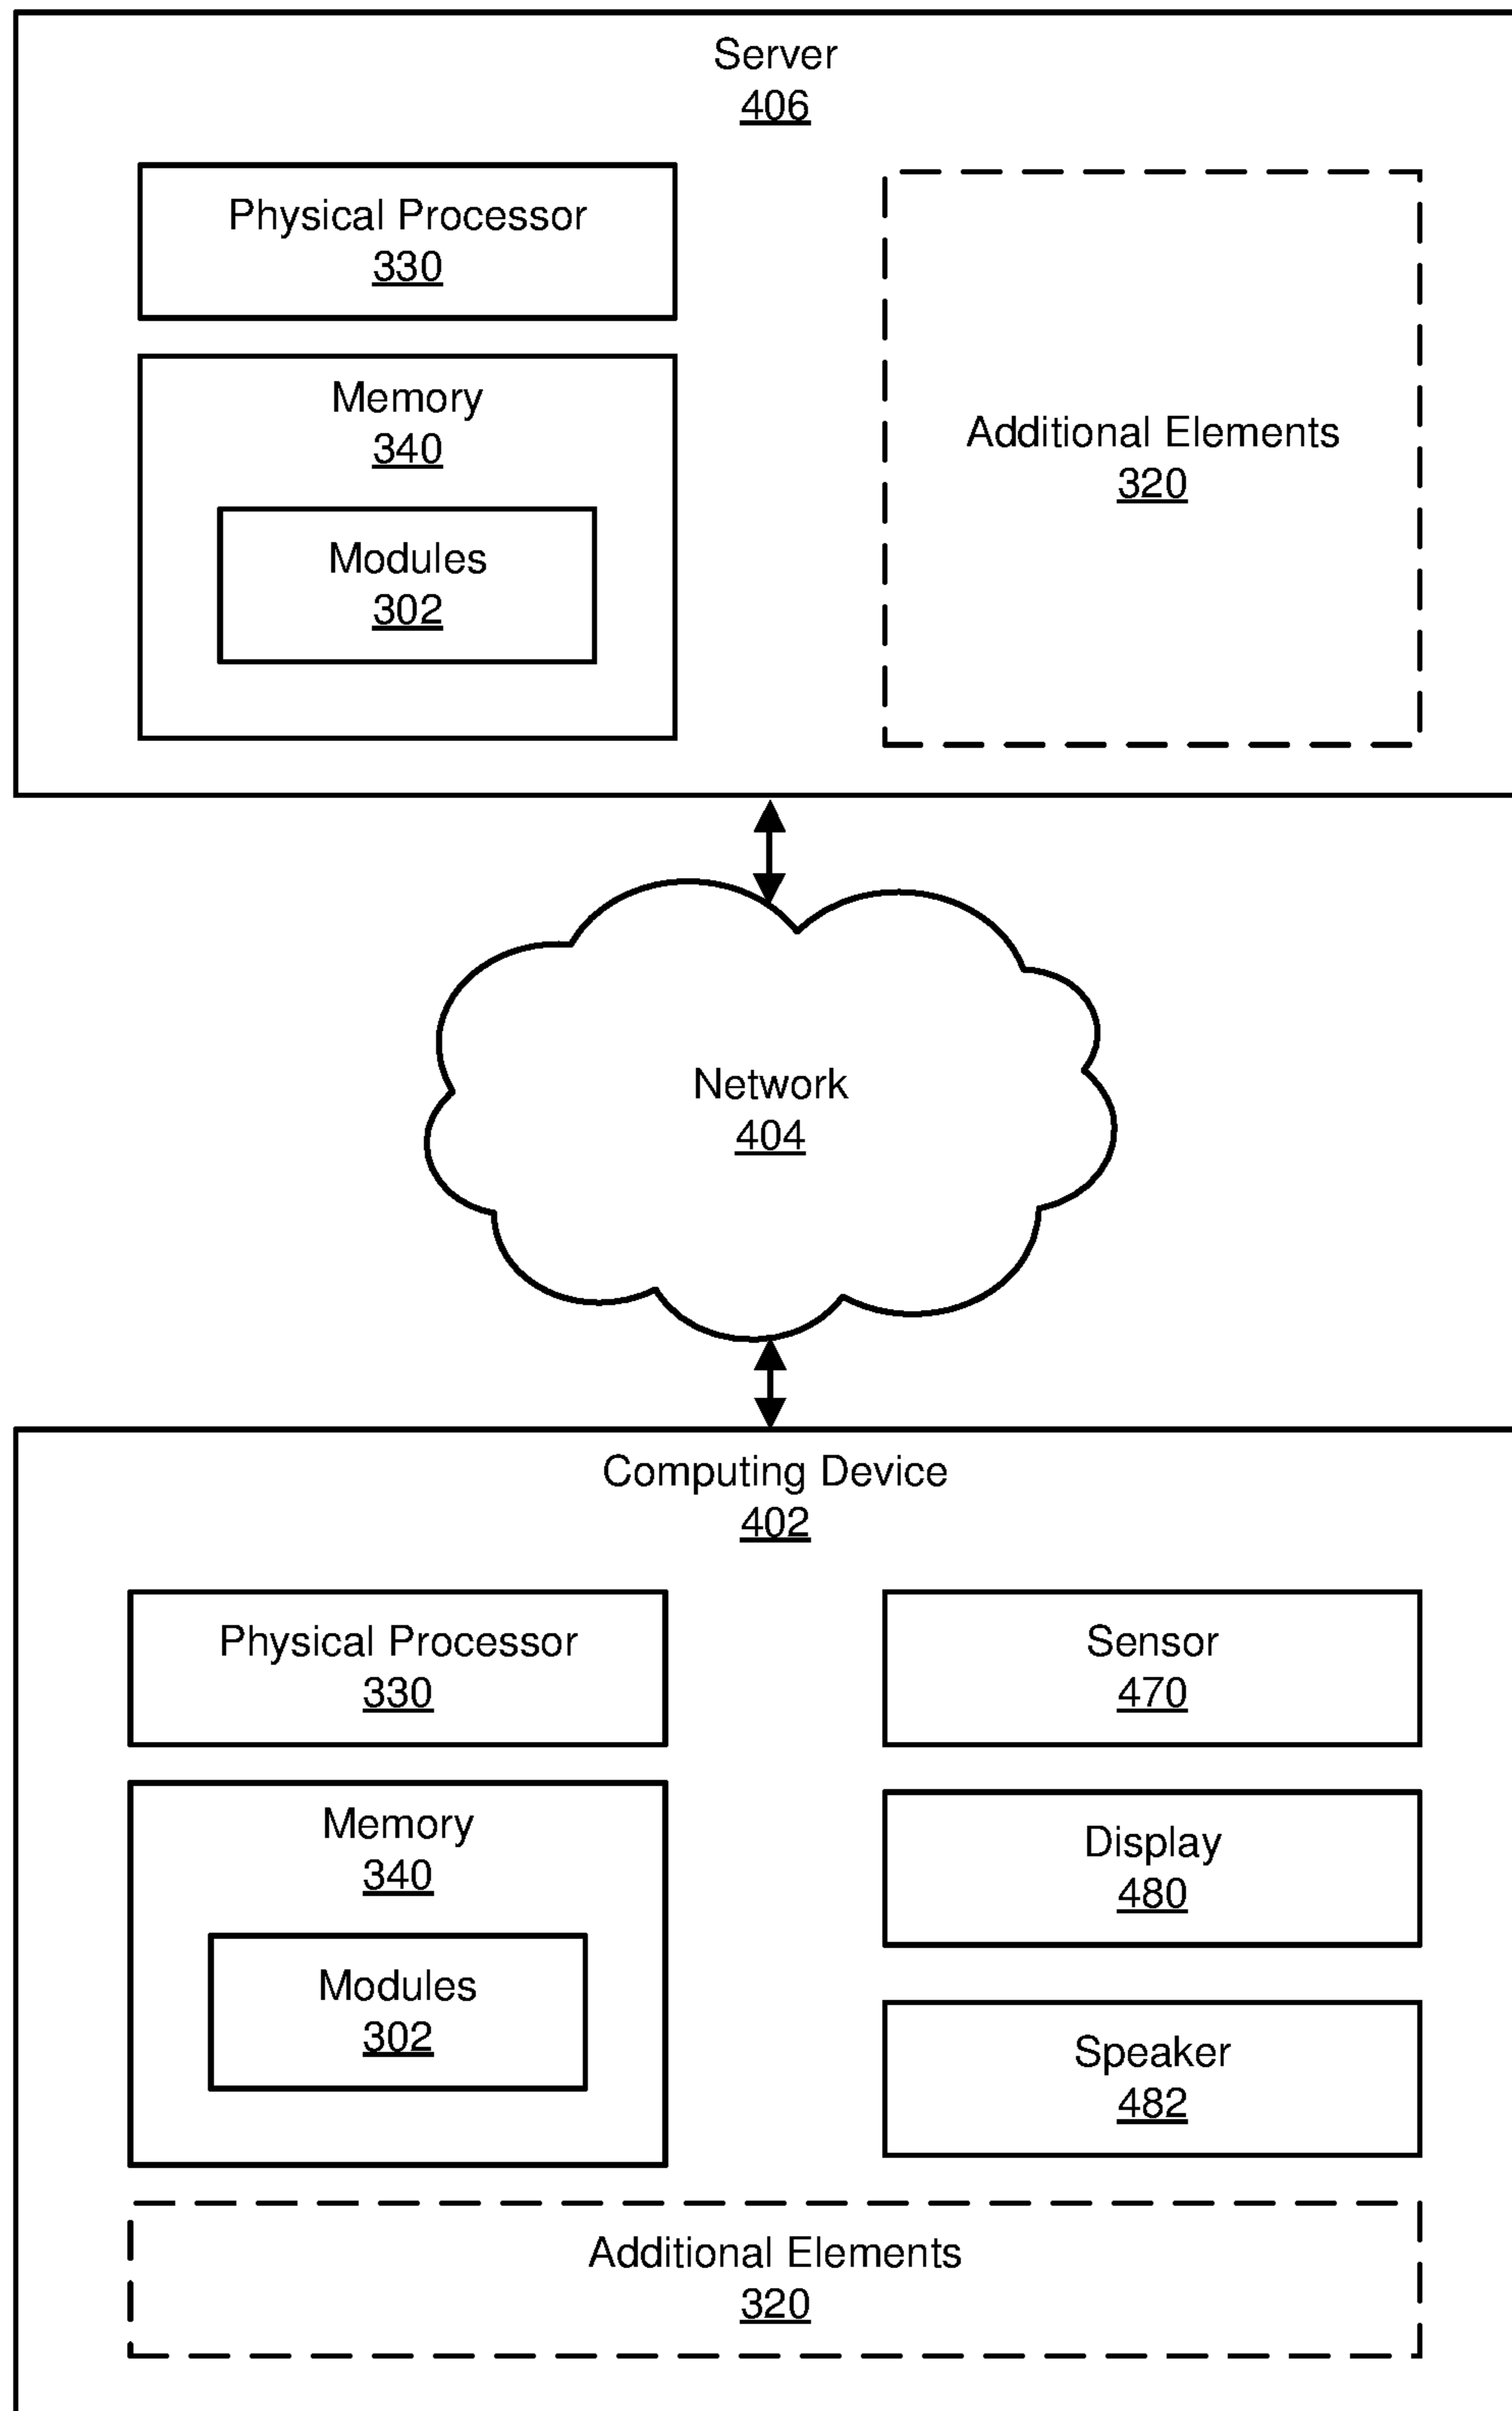 Server
406
Physical Processor
330
Memory
340
Modules
302
Additional Elements
320
Network
404
Computing Device
402
Physical Processor
330
Memory
340
Modules
302
Sensor
470
Display
480
Speaker
482
Additional Elements
320